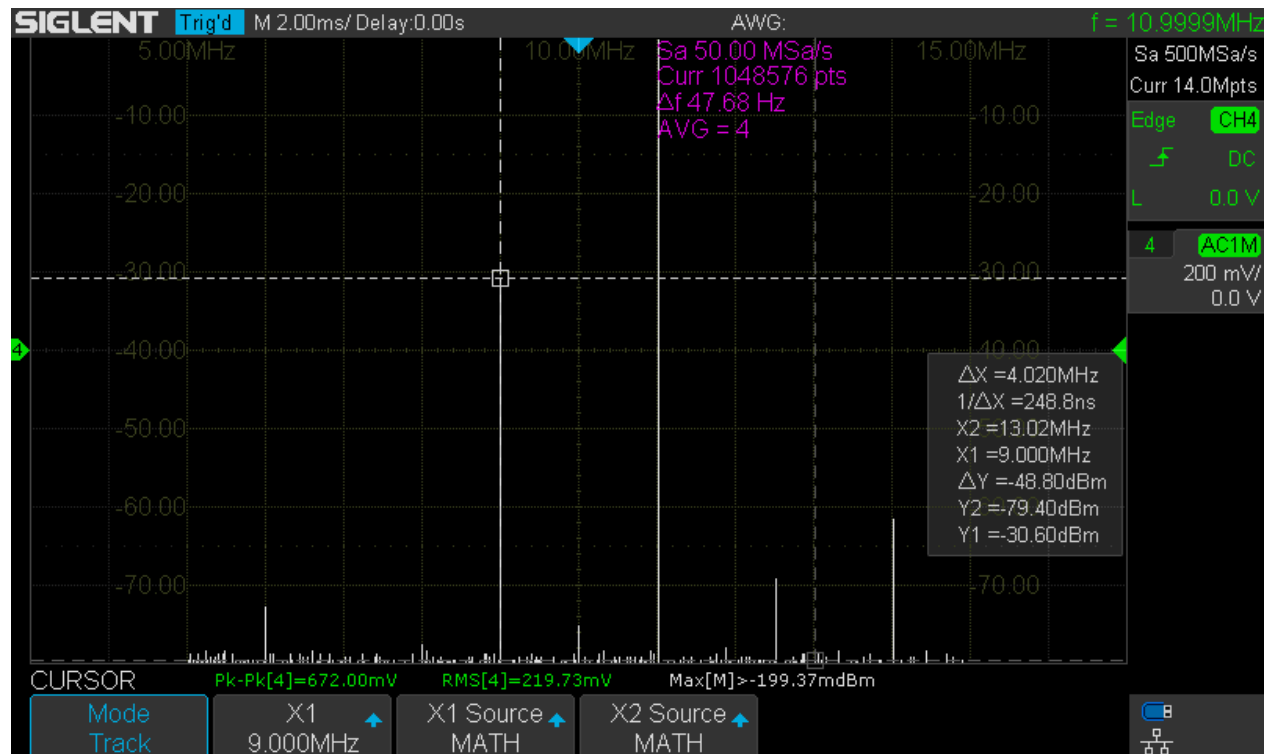 SIGLENT Trig'd M 2.00ms/ Delay:0.00s AWG: f = 10.9999MHz
5.00MHz 10.00MHz 15.00MHz
Sa 50.00 MSa/s
Curr 1048576 pts
Δf 47.68 Hz
AVG = 4
Sa 500MSa/s
Curr 14.0Mpts
Edge CH4
DC
L 0.0 V
4 AC1M
200 mV/
0.0 V
-10.00 -10.00
-20.00 -20.00
-30.00 -30.00
4 -40.00 -40.00
-50.00
-60.00
-70.00 -70.00
ΔX =4.020MHz
1/ΔX =248.8ns
X2 =13.02MHz
X1 =9.000MHz
ΔY =-48.80dBm
Y2 =-79.40dBm
Y1 =-30.60dBm
CURSOR Pk-Pk[4]=672.00mV RMS[4]=219.73mV Max[M]>-199.37mdBm
Mode X1 X1 Source X2 Source
Track 9.000MHz MATH MATH